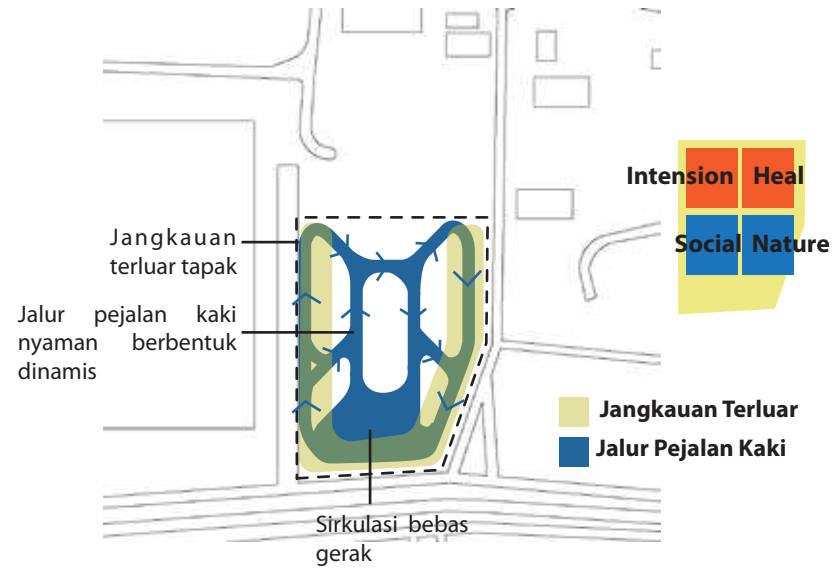 Intension Heal
Social Nature
Jangkauan
terluar tapak
Jalur pejalan kaki
nyaman berbentuk
dinamis
Jangkauan Terluar
Jalur Pejalan Kaki
Sirkulasi bebas
gerak